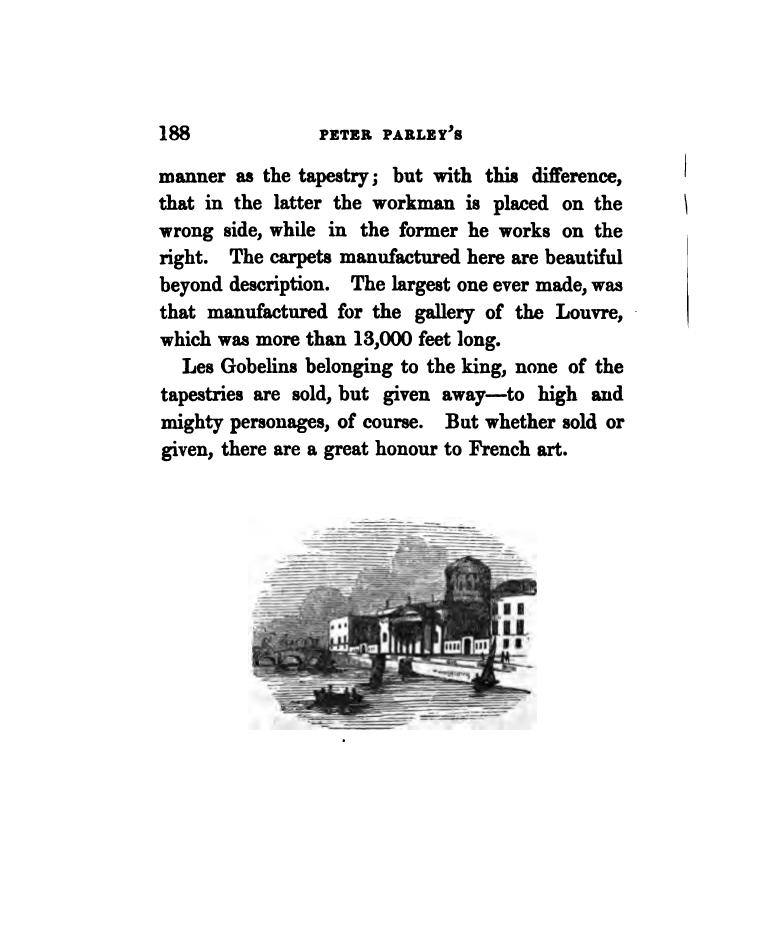 188 PETER PARLEY'S
manner as the tapestry; but with this difference,
that in the latter the workman is placed on the
wrong side, while in the former he works on the
right. The carpets manufactured here are beautiful
beyond description. The largest one ever made, was
that manufactured for the gallery of the Louvre,
which was more than 13,000 feet long.
Les Gobelins belonging to the king, none of the
tapestries are sold, but given away—to high and
mighty personages, of course. But whether sold or
given, there are a great honour to French art.